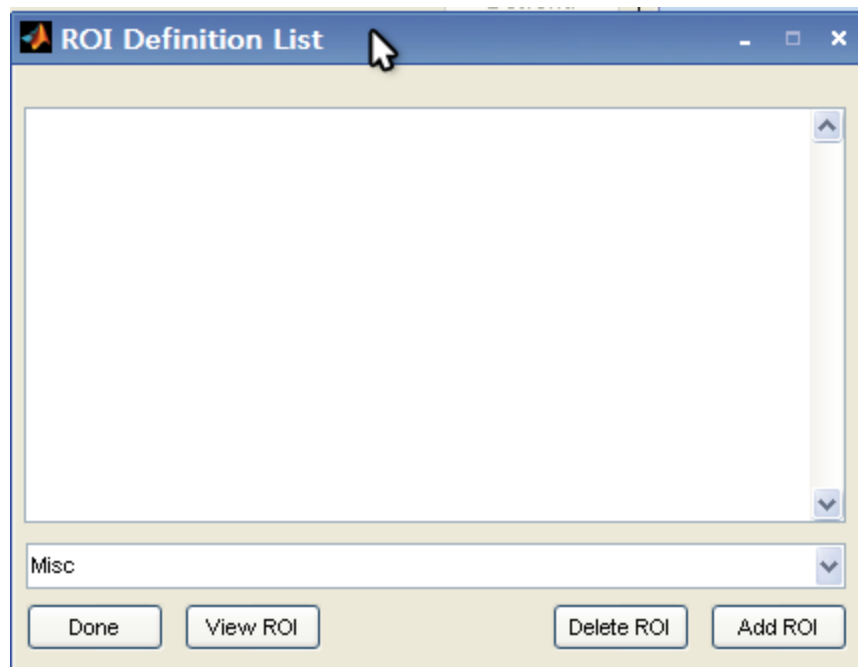 ROI Definition List
Misc
Done
View ROI
Delete ROI
Add ROI